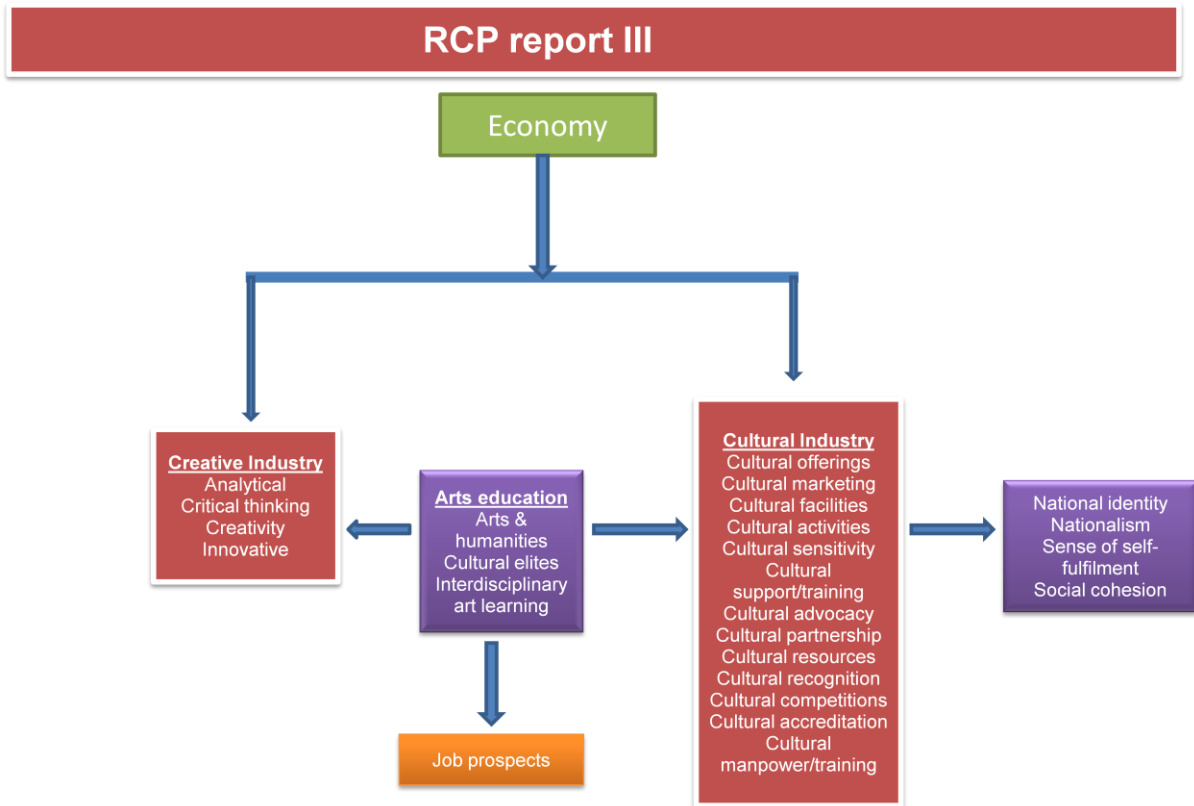 RCP report III
Economy
Creative Industry
Analytical
Critical thinking
Creativity
Innovative
Arts education
Arts &
humanities
Cultural elites
Interdisciplinary
art learning
Job prospects
Cultural Industry
Cultural offerings
Cultural marketing
Cultural facilities
Cultural activities
Cultural sensitivity
Cultural
support/training
Cultural advocacy
Cultural partnership
Cultural resources
Cultural recognition
Cultural competitions
Cultural accreditation
Cultural
manpower/training
National identity
Nationalism
Sense of self-
fulfilment
Social cohesion